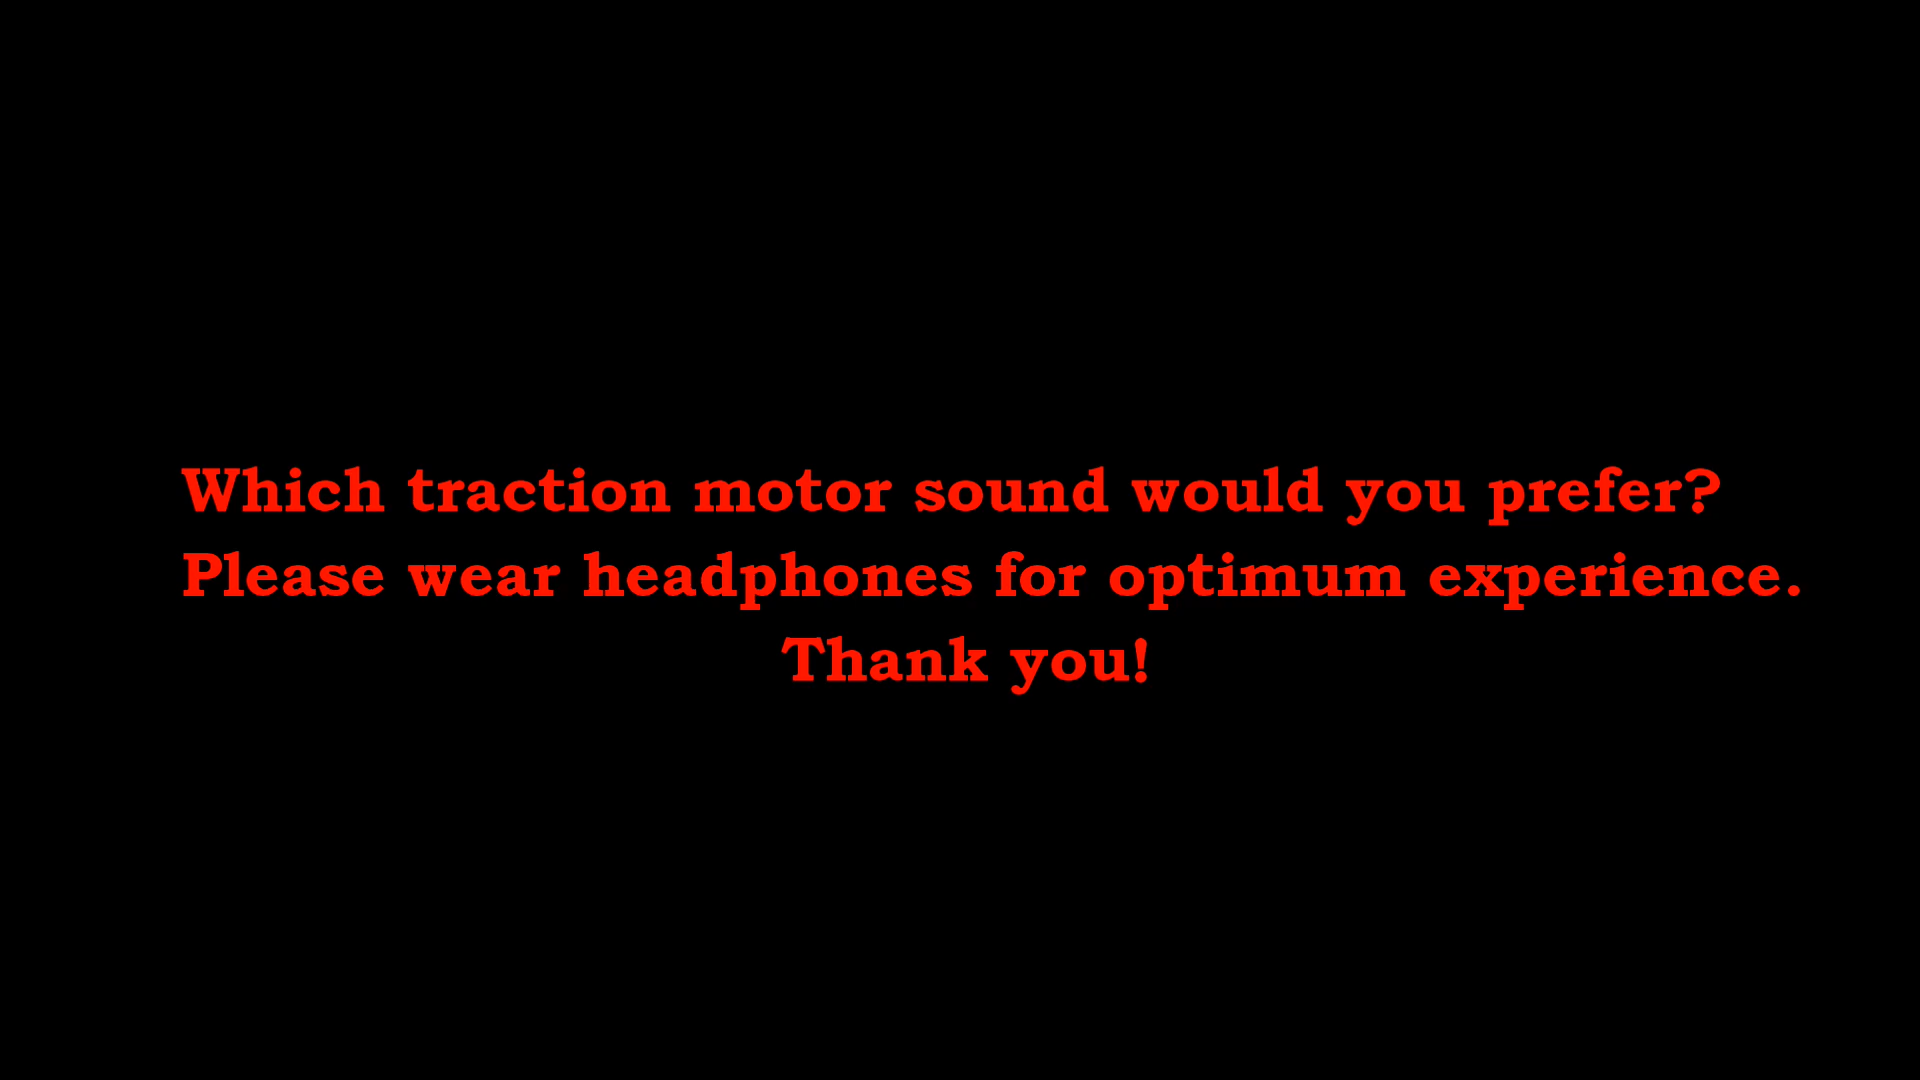 Which traction motor sound would you prefer?
Please wear headphones for optimum experience.
Thank you!